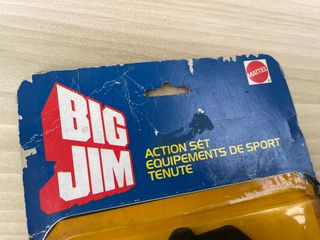 BIG
JIM
MATTEL
ACTION SET
EQUIPEMENTS DE SPORT
TENUTE